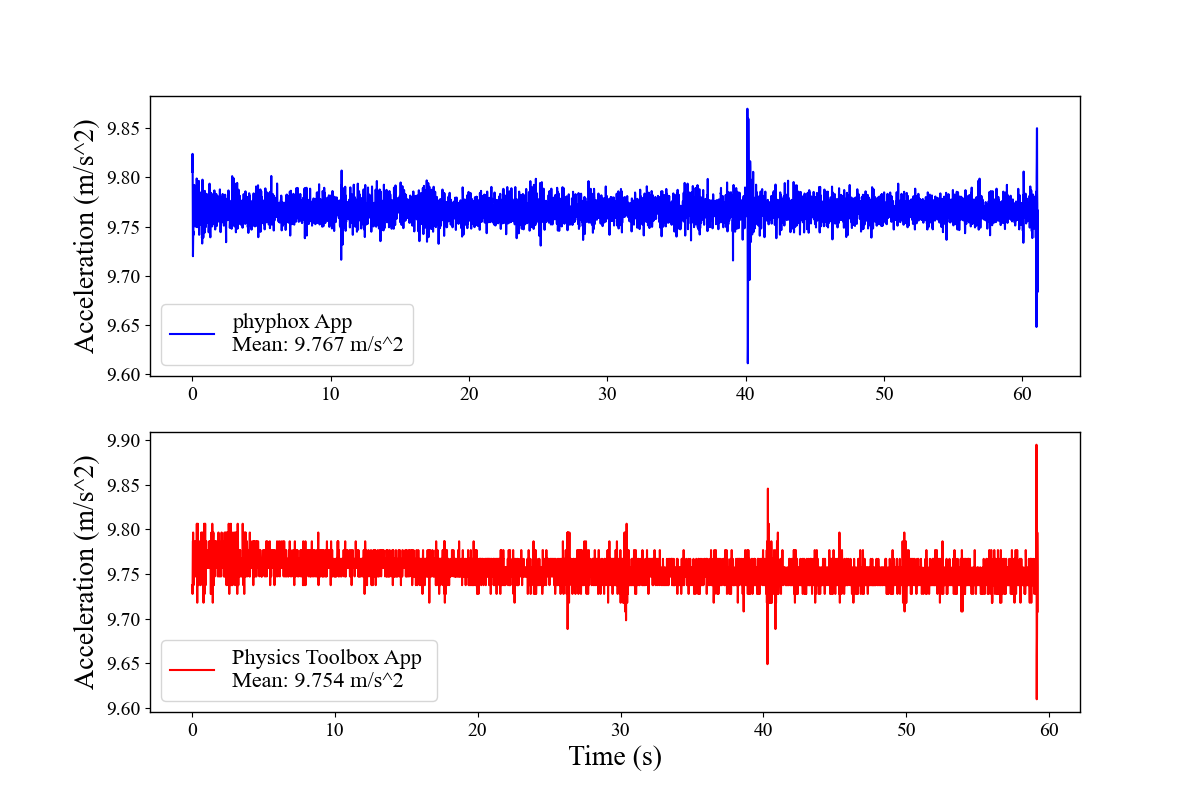 Acceleration (m/s^2)
9.85
9.80
9.75
9.70
9.65
9.60
phyphox App
Mean: 9.767 m/s^2
0 10 20 30 40 50 60
Acceleration (m/s^2)
9.90
9.85
9.80
9.75
9.70
9.65
9.60
Physics Toolbox App
Mean: 9.754 m/s^2
0 10 20 30 40 50 60
Time (s)